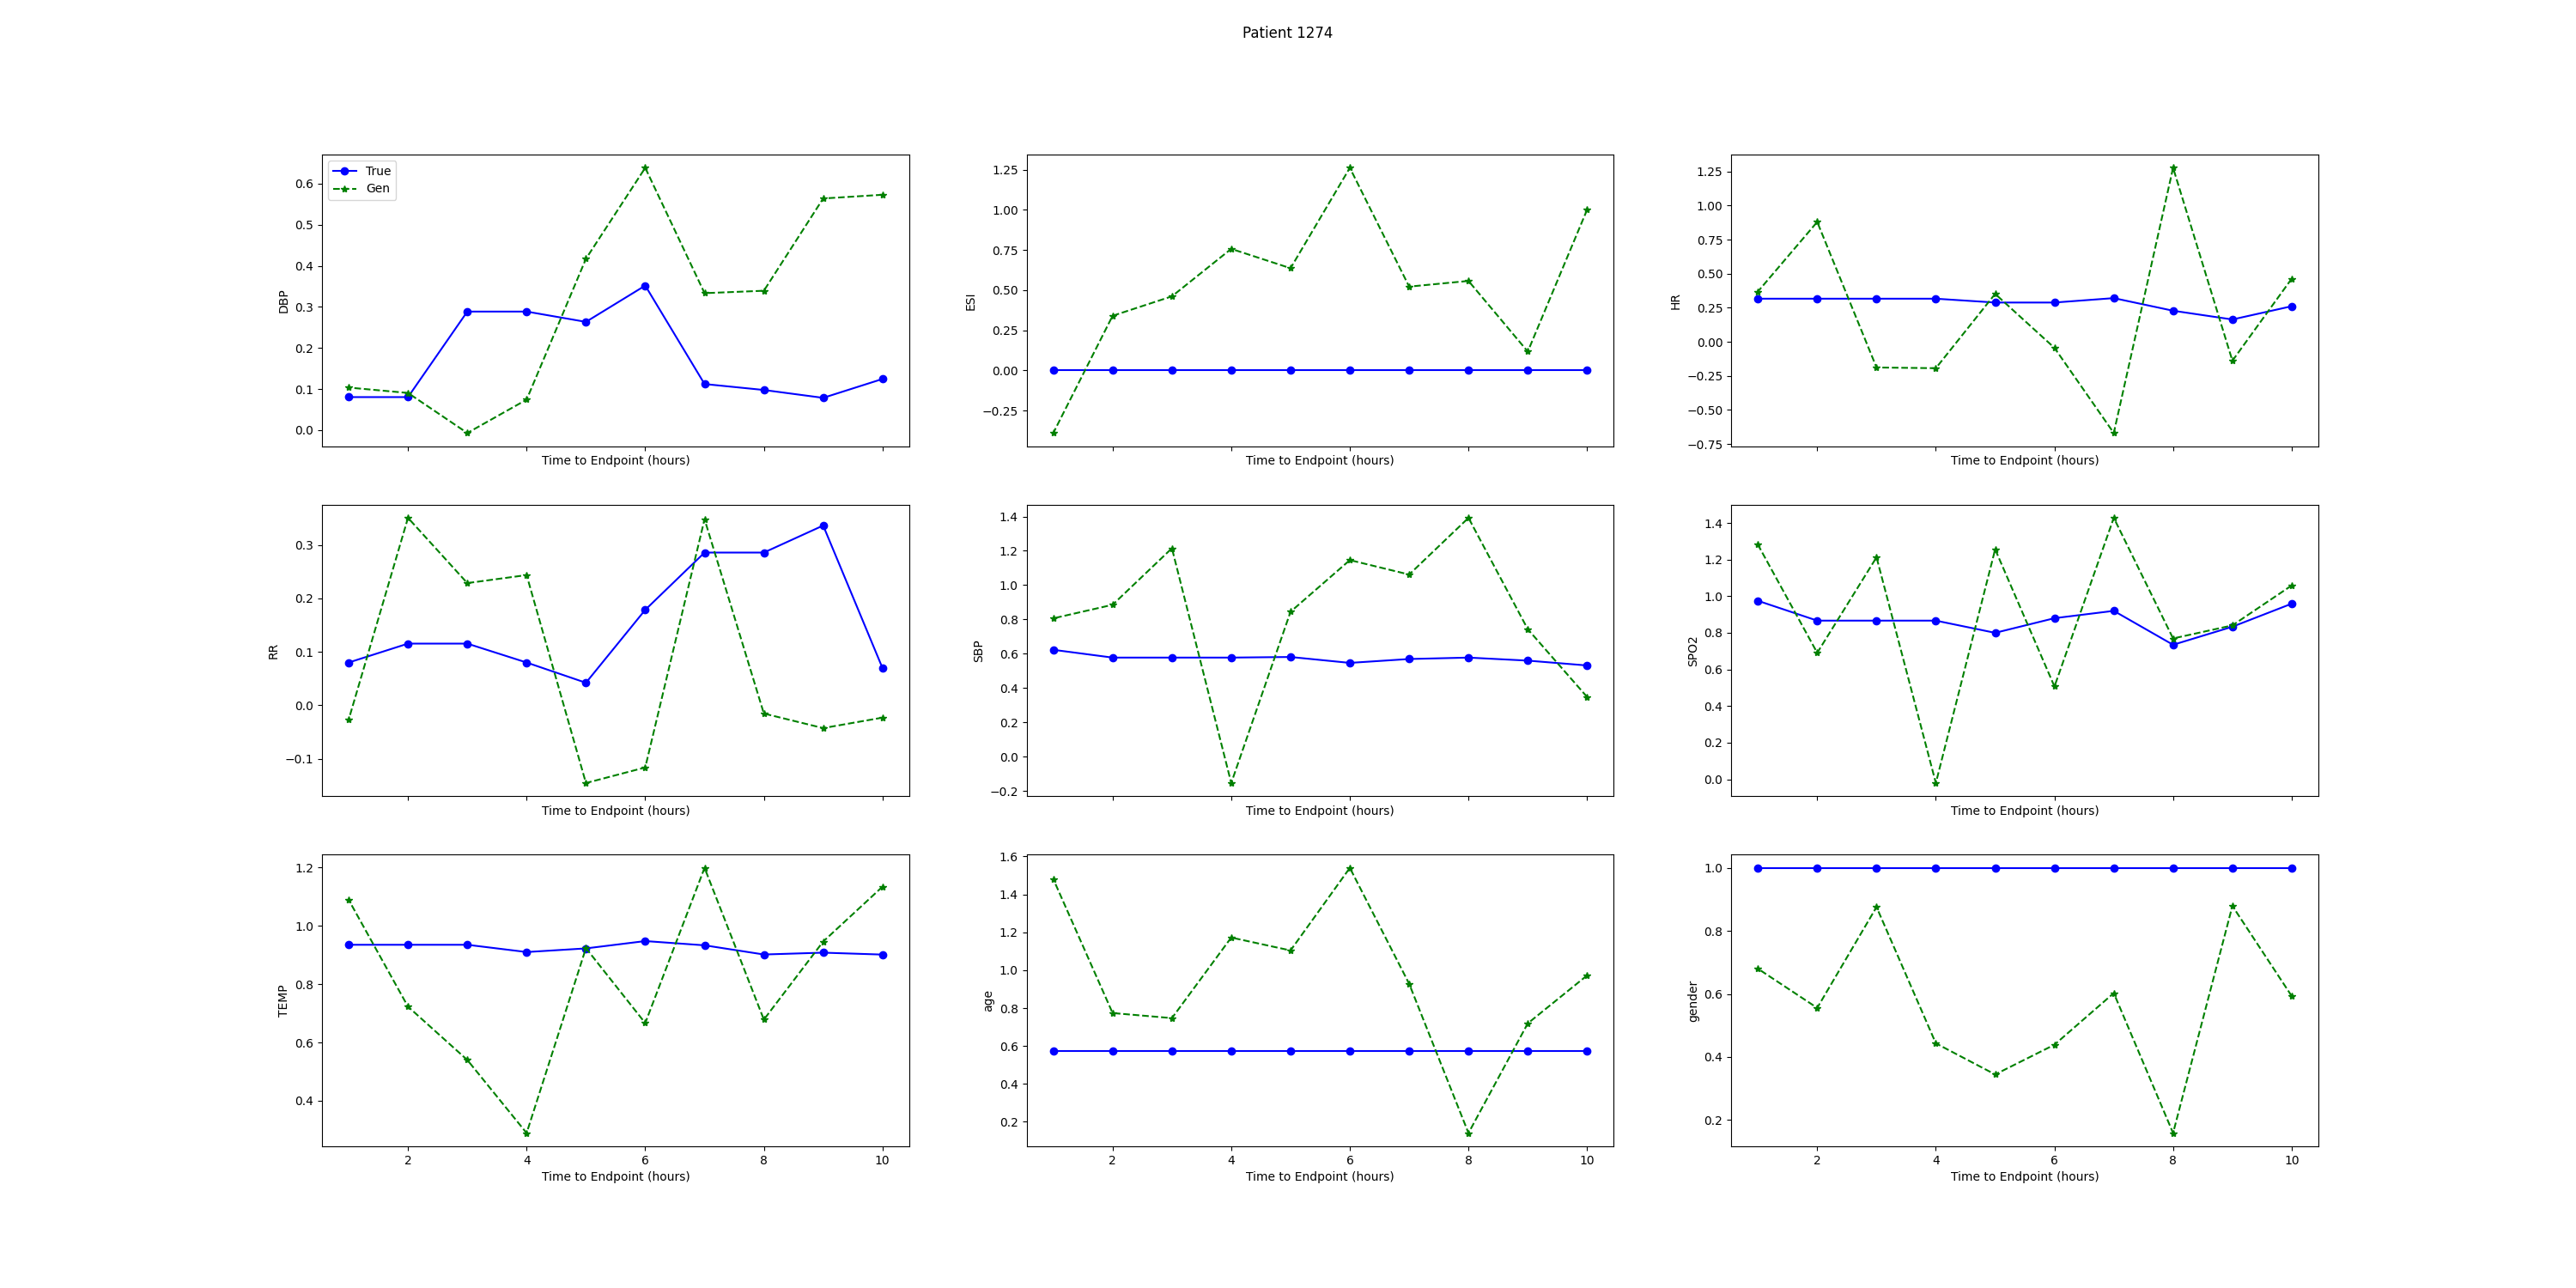 Patient 1274
True
Gen
DBP
0.6
0.5
0.4
0.3
0.2
0.1
0.0
Time to Endpoint (hours)
ESI
1.25
1.00
0.75
0.50
0.25
0.00
−0.25
Time to Endpoint (hours)
HR
1.25
1.00
0.75
0.50
0.25
0.00
−0.25
−0.50
−0.75
Time to Endpoint (hours)
RR
0.3
0.2
0.1
0.0
−0.1
Time to Endpoint (hours)
SBP
1.4
1.2
1.0
0.8
0.6
0.4
0.2
0.0
−0.2
Time to Endpoint (hours)
SPO2
1.4
1.2
1.0
0.8
0.6
0.4
0.2
0.0
Time to Endpoint (hours)
TEMP
1.2
1.0
0.8
0.6
0.4
2 4 6 8 10
Time to Endpoint (hours)
age
1.6
1.4
1.2
1.0
0.8
0.6
0.4
0.2
2 4 6 8 10
Time to Endpoint (hours)
gender
1.0
0.8
0.6
0.4
0.2
2 4 6 8 10
Time to Endpoint (hours)